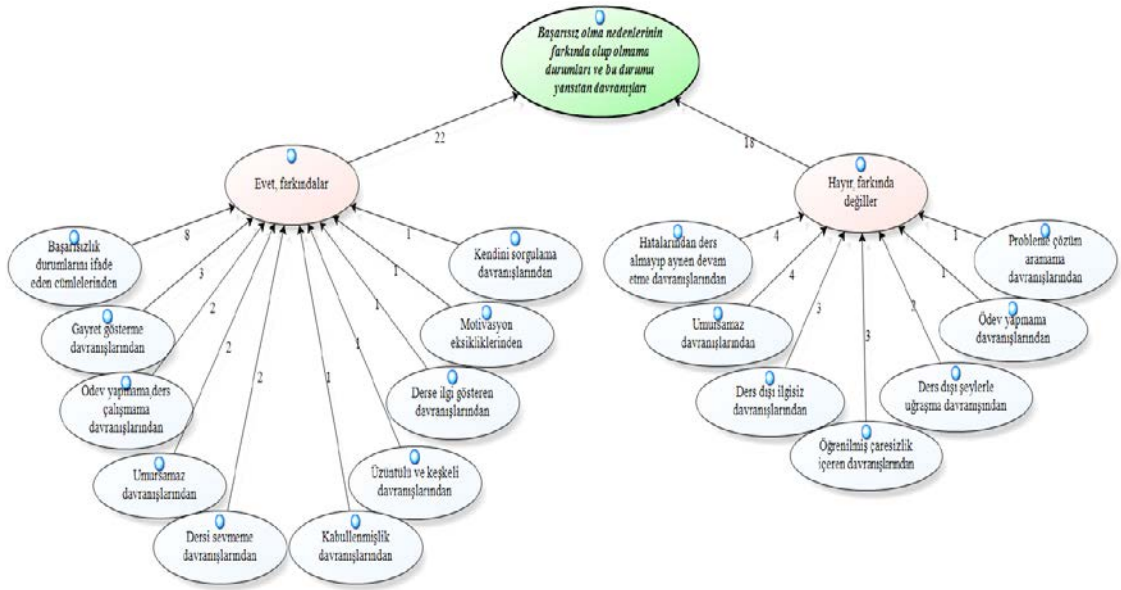 Başarısız olma nedenlerinin
farkında olup olmama
durumları ve bu durumu
yansıtan davranışları
22
18
Evet, farkındalar
Hayır, farkında
değiller
8
Başarısızlık
durumlarını ifade
eden cümlelerinden
3
Gayret gösterme
davranışlarından
2
Ödev yapmama,ders
çalışmama
davranışlarından
2
Umursamaz
davranışlarından
2
Dersi sevmeme
davranışlarından
1
Kabullenmişlik
davranışlarından
1
Üzüntülü ve keşkeli
davranışlarından
1
Derse ilgi gösteren
davranışlarından
1
Motivasyon
eksikliklerinden
1
Kendini sorgulama
davranışlarından
4
Hatalarından ders
almayıp aynen devam
etme davranışlarından
4
Umursamaz
davranışlarından
3
Ders dışı ilgisiz
davranışlarından
3
Öğrenilmiş çaresizlik
içeren davranışlarından
2
Ders dışı şeylerle
uğraşma davranışından
1
Ödev yapmama
davranışlarından
1
Probleme çözüm
aramama
davranışlarından